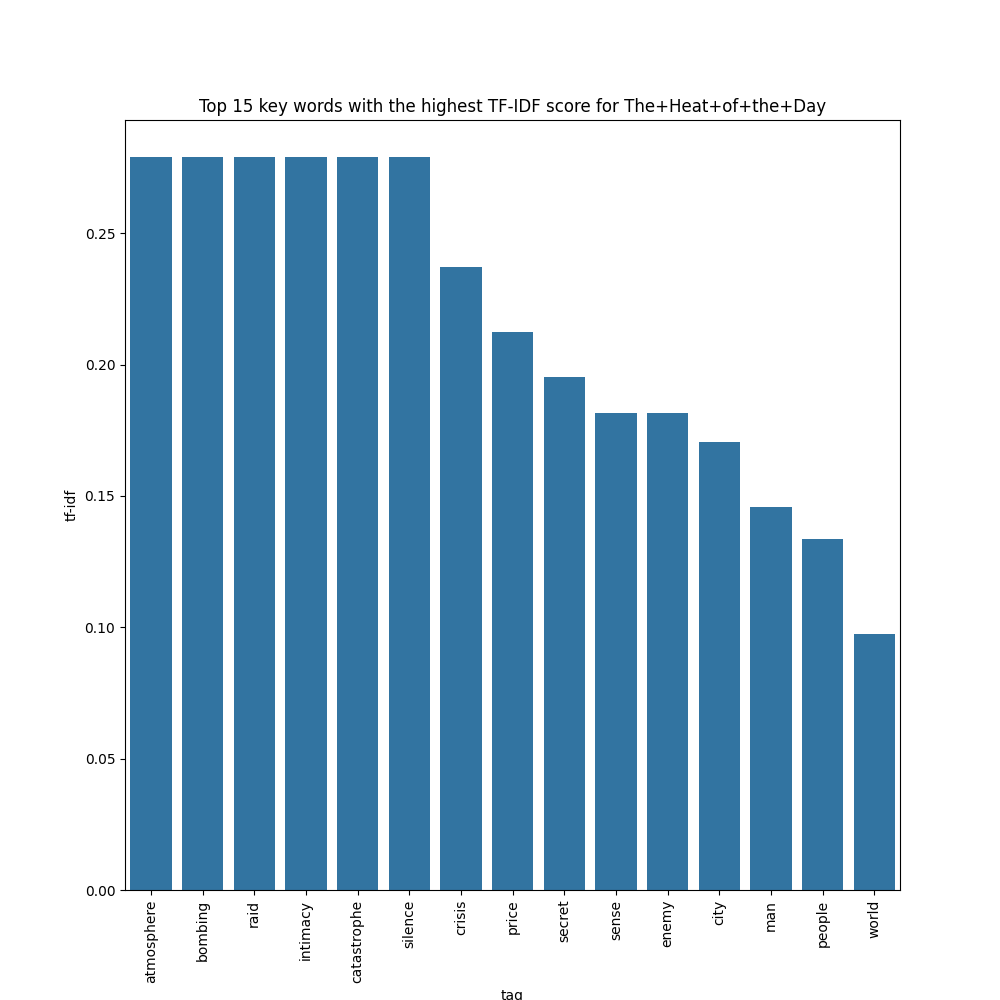 Top 15 key words with the highest TF-IDF score for The+Heat+of+the+Day
tf-idf
0.25
0.20
0.15
0.10
0.05
0.00
atmosphere
bombing
raid
intimacy
catastrophe
silence
crisis
price
secret
sense
enemy
city
man
people
world
tag